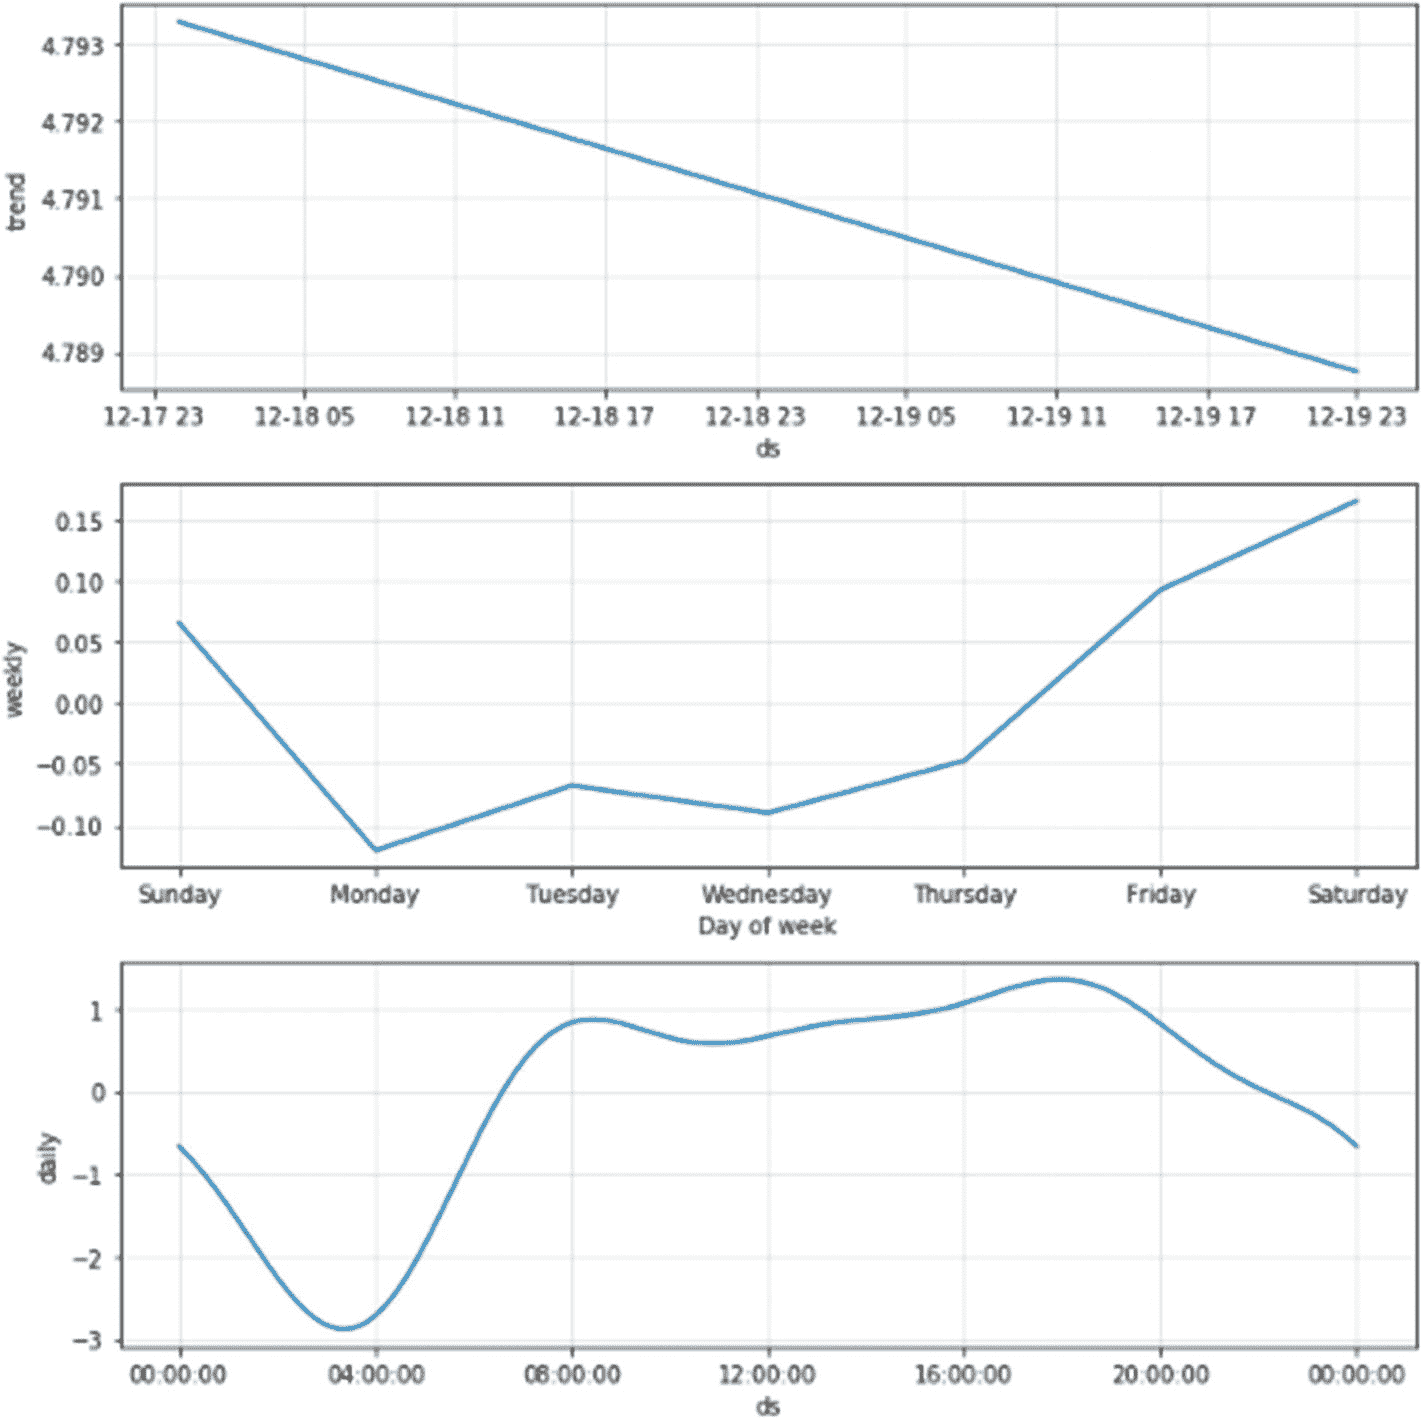 4.793
4.792
4.791
4.790
4.789
trend
12-17 23 12-18 05 12-18 11 12-18 17 12-18 23 12-19 05 12-19 11 12-19 17 12-19 23
ds
0.15
0.10
0.05
0.00
−0.05
−0.10
weekly
Sunday Monday Tuesday Wednesday Thursday Friday Saturday
Day of week
1
0
−1
−2
−3
daily
00:00:00 04:00:00 08:00:00 12:00:00 16:00:00 20:00:00 00:00:00
ds